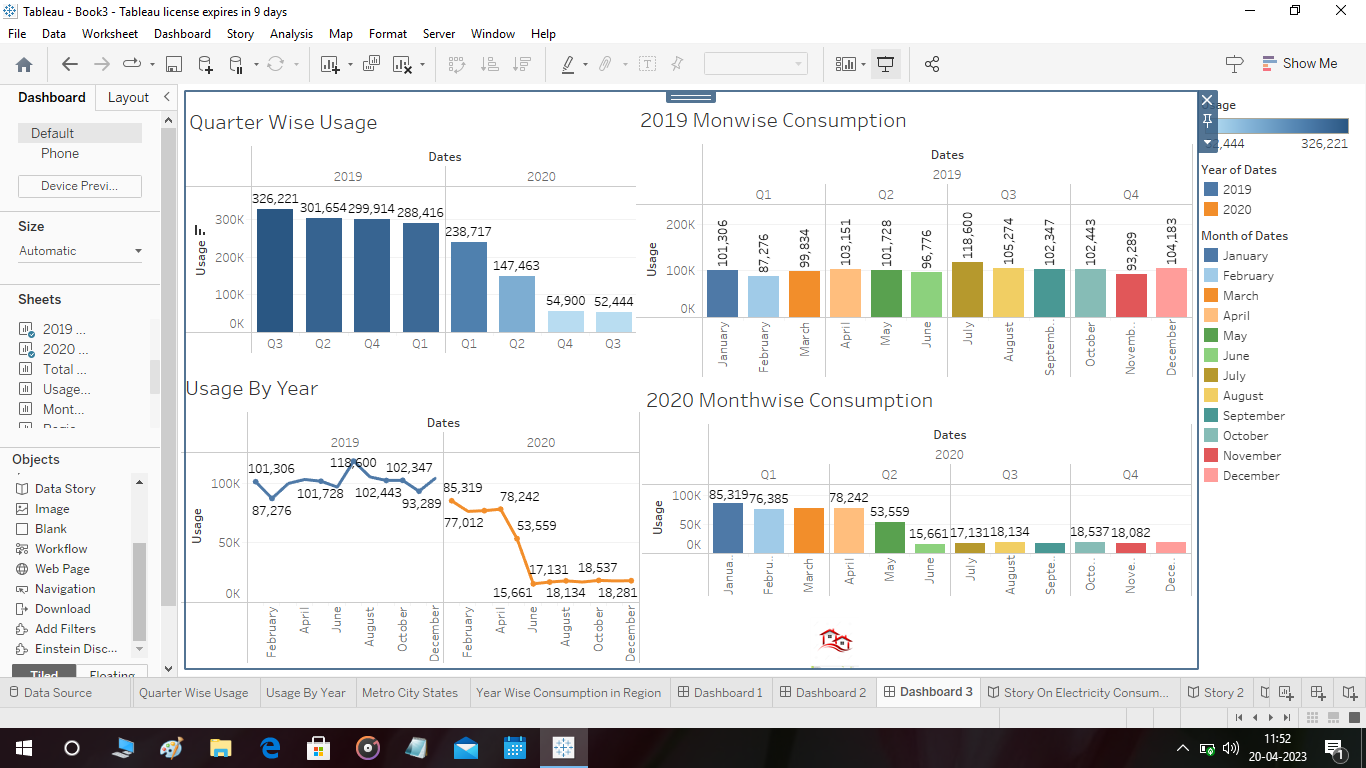 Tableau - Book3 - Tableau license expires in 9 days
File Data Worksheet Dashboard Story Analysis Map Format Server Window Help
Show Me
Dashboard Layout
Default
Phone
Device Previ...
Size
Automatic
Sheets
2019 ...
2020 ...
Total ...
Usage...
Mont...
Objects
Data Story
Image
Blank
Workflow
Web Page
Navigation
Download
Add Filters
Einstein Disc...
Tiled Floating
Quarter Wise Usage
Dates
2019 2020
326,221 301,654 299,914 288,416 238,717 147,463 54,900 52,444
Usage
300K
200K
100K
0K
Q3 Q2 Q4 Q1 Q1 Q2 Q4 Q3
2019 Monwise Consumption
Dates
2019
Q1 Q2 Q3 Q4
Usage
200K
100K
0K
101,306 87,276 99,834 103,151 101,728 96,776 118,600 105,274 102,347 102,443 93,289 104,183
January February March April May June July August Septemb.. October Novemb.. December
Usage By Year
Dates
2019 2020
Usage
100K
50K
0K
101,306 118,600 102,347
87,276 101,728 102,443 93,289
85,319 78,242
77,012 53,559
17,131 18,537
15,661 18,134 18,281
February April June August October December February April June August October December
2020 Monthwise Consumption
Dates
2020
Q1 Q2 Q3 Q4
Usage
100K
50K
0K
85,319 76,385 78,242 53,559 15,661 17,131 18,134 18,537 18,082
Janua.. Febru.. March April May June July August Septe.. Octo.. Nove.. Dece..
326,221
Year of Dates
2019
2020
Month of Dates
January
February
March
April
May
June
July
August
September
October
November
December
Data Source Quarter Wise Usage Usage By Year Metro City States Year Wise Consumption in Region Dashboard 1 Dashboard 2 Dashboard 3 Story On Electricity Consum... Story 2
11:52
20-04-2023
1